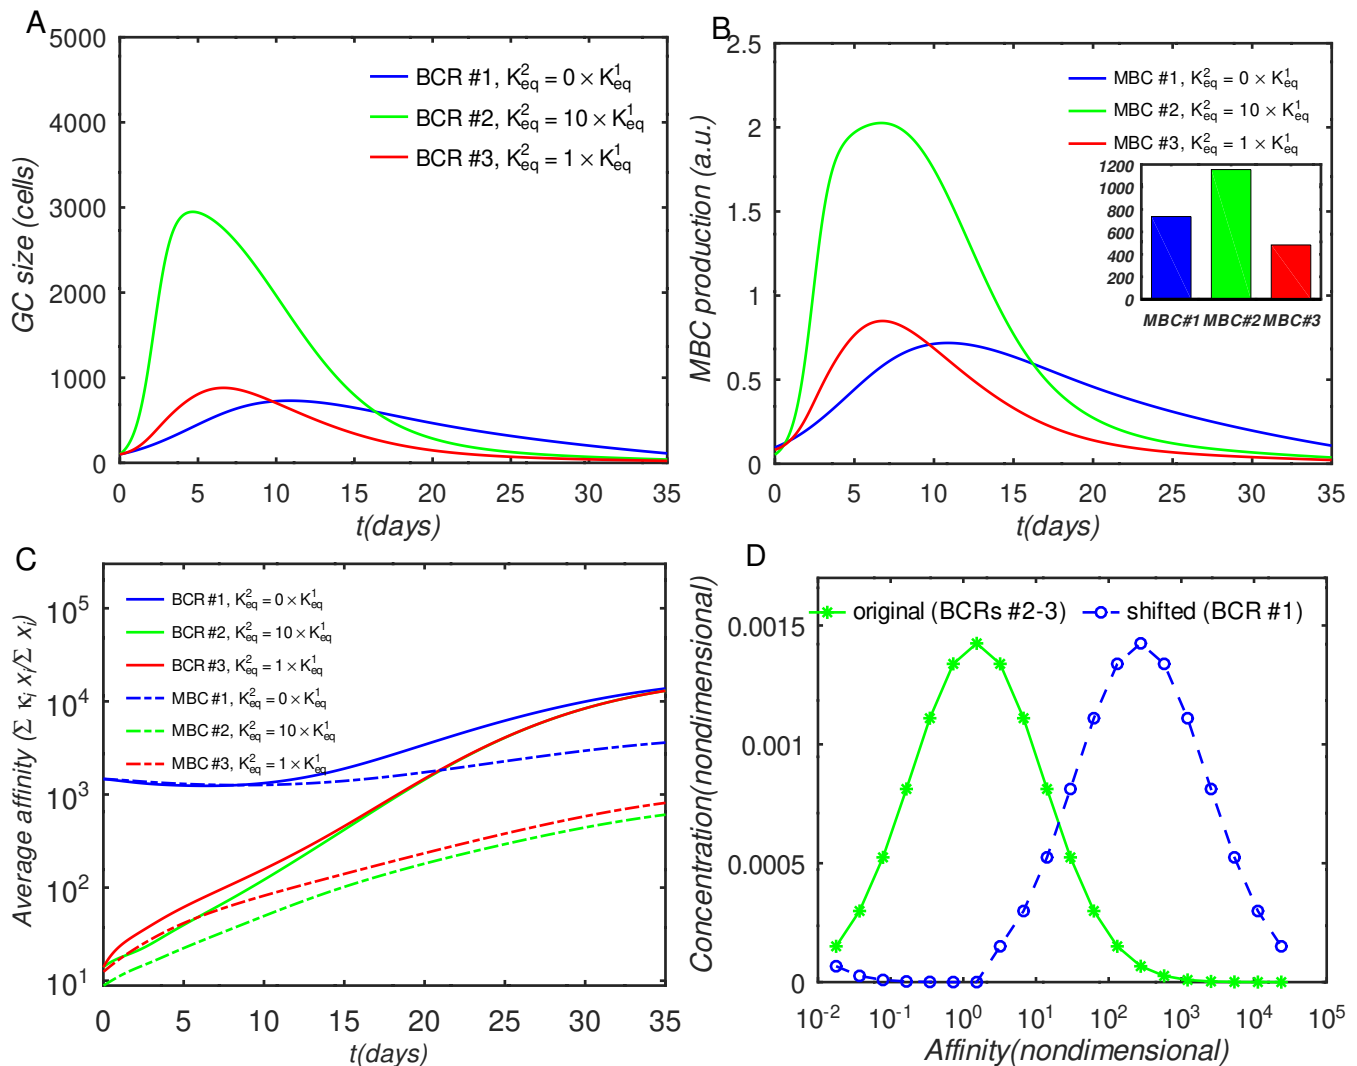 A
5000
4000
3000
2000
1000
0
GC size (cells)
BCR #1, K²eq = 0 × K¹eq
BCR #2, K²eq = 10 × K¹eq
BCR #3, K²eq = 1 × K¹eq
0 5 10 15 20 25 30 35
t(days)
B
2.5
2
1.5
1
0.5
0
MBC production (a.u.)
MBC #1, K²eq = 0 × K¹eq
MBC #2, K²eq = 10 × K¹eq
MBC #3, K²eq = 1 × K¹eq
1200
1000
800
600
400
200
0
MBC#1 MBC#2 MBC#3
0 5 10 15 20 25 30 35
t(days)
C
10⁵
10⁴
10³
10²
10¹
Average affinity (Σ κᵢ xᵢ/Σ xᵢ)
BCR #1, K²eq = 0 × K¹eq
BCR #2, K²eq = 10 × K¹eq
BCR #3, K²eq = 1 × K¹eq
MBC #1, K²eq = 0 × K¹eq
MBC #2, K²eq = 10 × K¹eq
MBC #3, K²eq = 1 × K¹eq
0 5 10 15 20 25 30 35
t(days)
D
Concentration(nondimensional)
original (BCRs #2-3) shifted (BCR #1)
0.0015
0.001
0.0005
0
10⁻² 10⁻¹ 10⁰ 10¹ 10² 10³ 10⁴ 10⁵
Affinity(nondimensional)